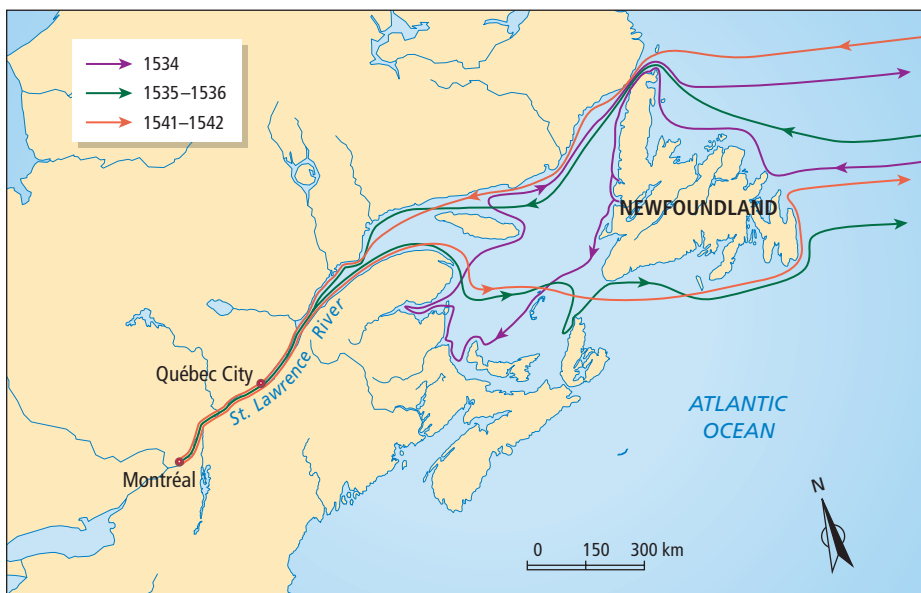 1534
1535–1536
1541–1542
NEWFOUNDLAND
Québec City
St. Lawrence River
Montréal
ATLANTIC
OCEAN
N
0 150 300 km